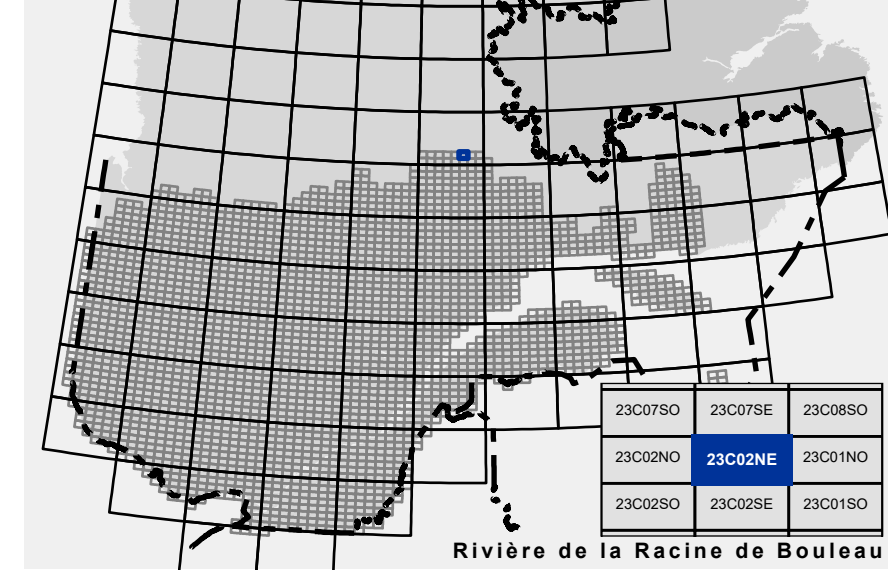 23C07SO 23C07SE 23C08SO
23C02NO 23C02NE 23C01NO
23C02SO 23C02SE 23C01SO
Rivière de la Racine de Bouleau